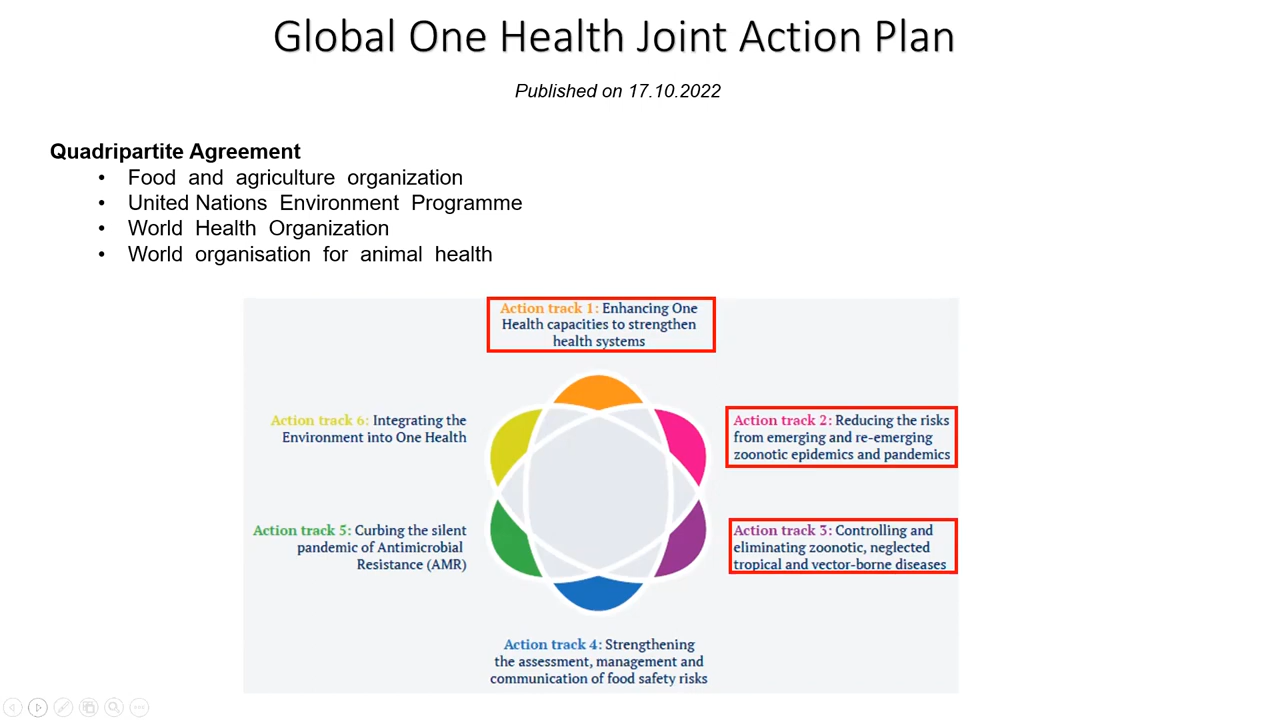 Global One Health Joint Action Plan
Published on 17.10.2022
Quadripartite Agreement
• Food and agriculture organization
• United Nations Environment Programme
• World Health Organization
• World organisation for animal health
Action track 1: Enhancing One
Health capacities to strengthen
health systems
Action track 2: Reducing the risks
from emerging and re-emerging
zoonotic epidemics and pandemics
Action track 3: Controlling and
eliminating zoonotic, neglected
tropical and vector-borne diseases
Action track 4: Strengthening
the assessment, management and
communication of food safety risks
Action track 5: Curbing the silent
pandemic of Antimicrobial
Resistance (AMR)
Action track 6: Integrating the
Environment into One Health